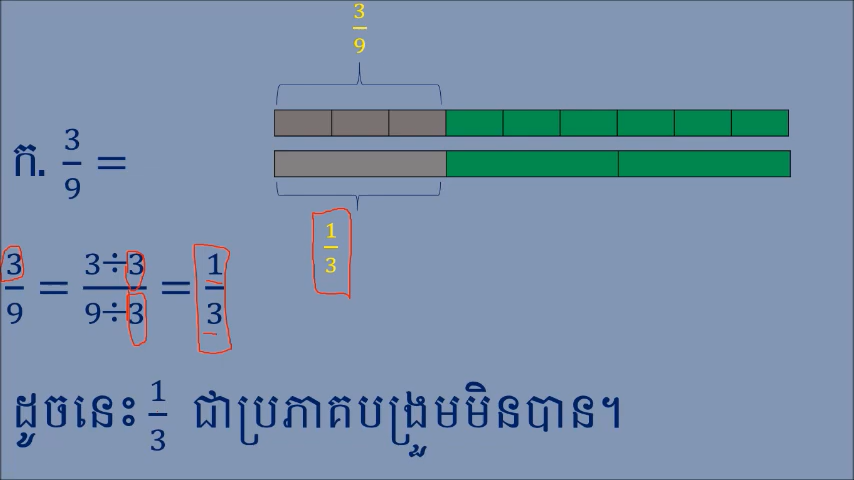 3/9
ក. 3/9 =
1/3
3/9 = 3÷3/9÷3 = 1/3
ដូចនេះ 1/3 ជាប្រភាគបង្រួមមិនបាន។